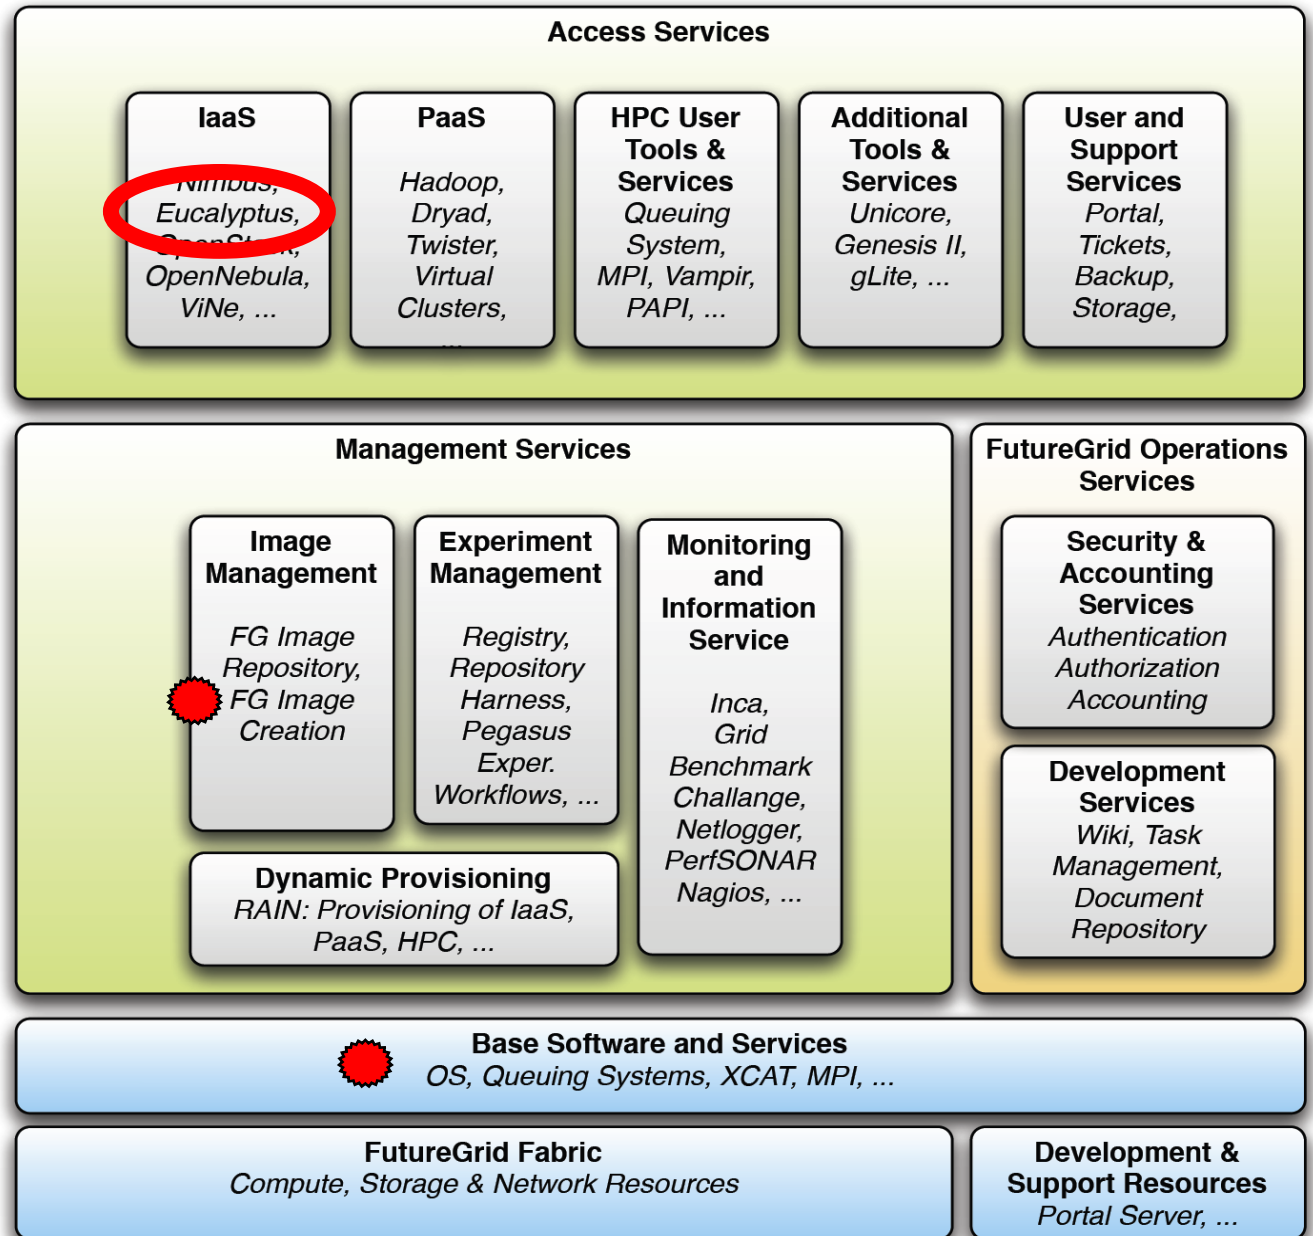 Access Services
IaaS
Nimbus,
Eucalyptus,
OpenStack,
OpenNebula,
ViNe, ...
PaaS
Hadoop,
Dryad,
Twister,
Virtual
Clusters,
...
HPC User
Tools &
Services
Queuing
System,
MPI, Vampir,
PAPI, ...
Additional
Tools &
Services
Unicore,
Genesis II,
gLite, ...
User and
Support
Services
Portal,
Tickets,
Backup,
Storage,
Management Services
Image
Management
FG Image
Repository,
FG Image
Creation
Experiment
Management
Registry,
Repository
Harness,
Pegasus
Exper.
Workflows, ...
Monitoring
and
Information
Service
Inca,
Grid
Benchmark
Challange,
Netlogger,
PerfSONAR
Nagios, ...
Dynamic Provisioning
RAIN: Provisioning of IaaS,
PaaS, HPC, ...
FutureGrid Operations
Services
Security &
Accounting
Services
Authentication
Authorization
Accounting
Development
Services
Wiki, Task
Management,
Document
Repository
Base Software and Services
OS, Queuing Systems, XCAT, MPI, ...
FutureGrid Fabric
Compute, Storage & Network Resources
Development &
Support Resources
Portal Server, ...